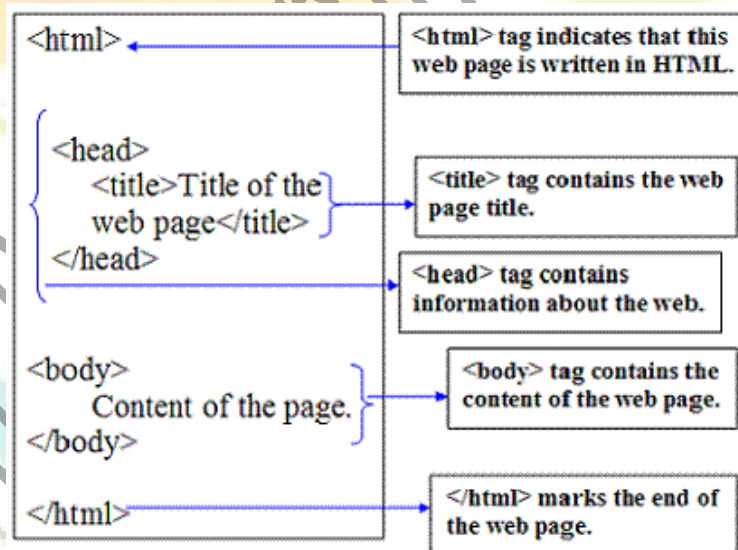 <html>
<html> tag indicates that this
web page is written in HTML.
<head>
<title>Title of the
web page</title>
</head>
<title> tag contains the web
page title.
<head> tag contains
information about the web.
<body>
Content of the page.
</body>
<body> tag contains the
content of the web page.
</html>
</html> marks the end of
the web page.